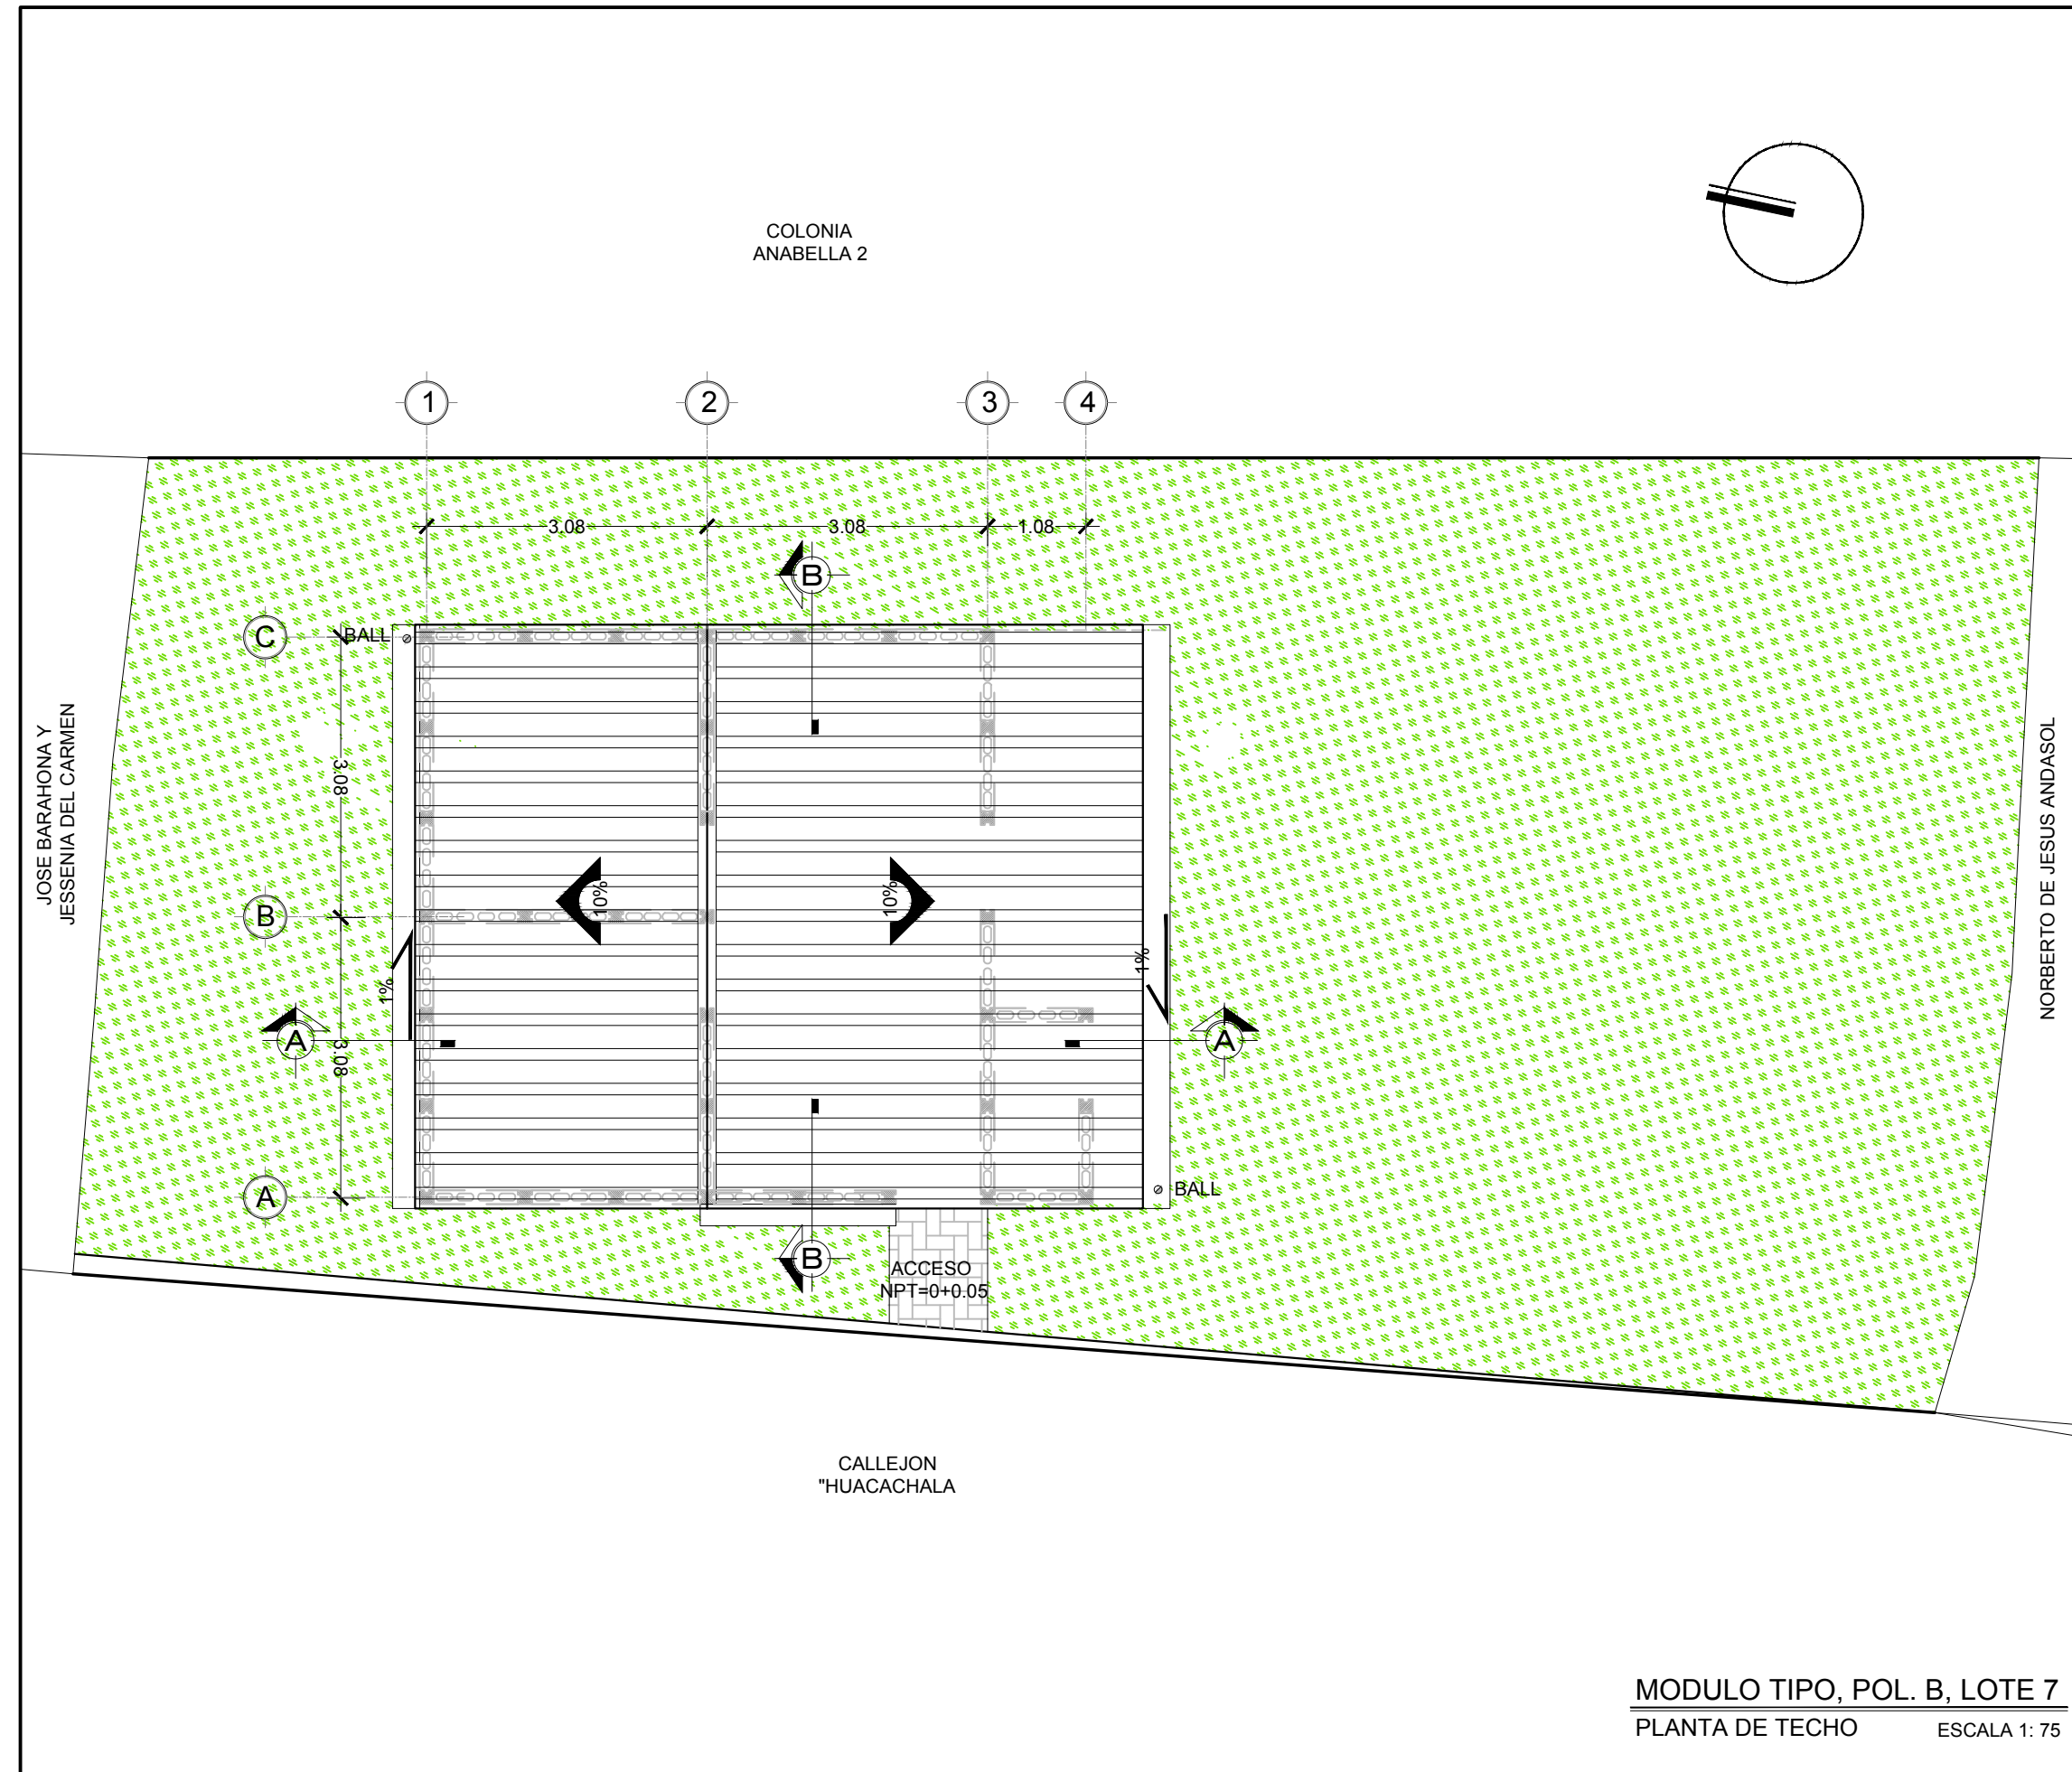 COLONIA
ANABELLA 2
1
2
3
4
3.08
3.08
1.08
B
C
BALL
3.08
JOSE BARAHONA Y
JESSENIA DEL CARMEN
NORBERTO DE JESUS ANDASOL
10%
10%
B
1%
1%
A
A
3.08
A
BALL
B
ACCESO
NPT=0+0.05
CALLEJON
"HUACACHALA
MODULO TIPO, POL. B, LOTE 7
PLANTA DE TECHO
ESCALA 1: 75